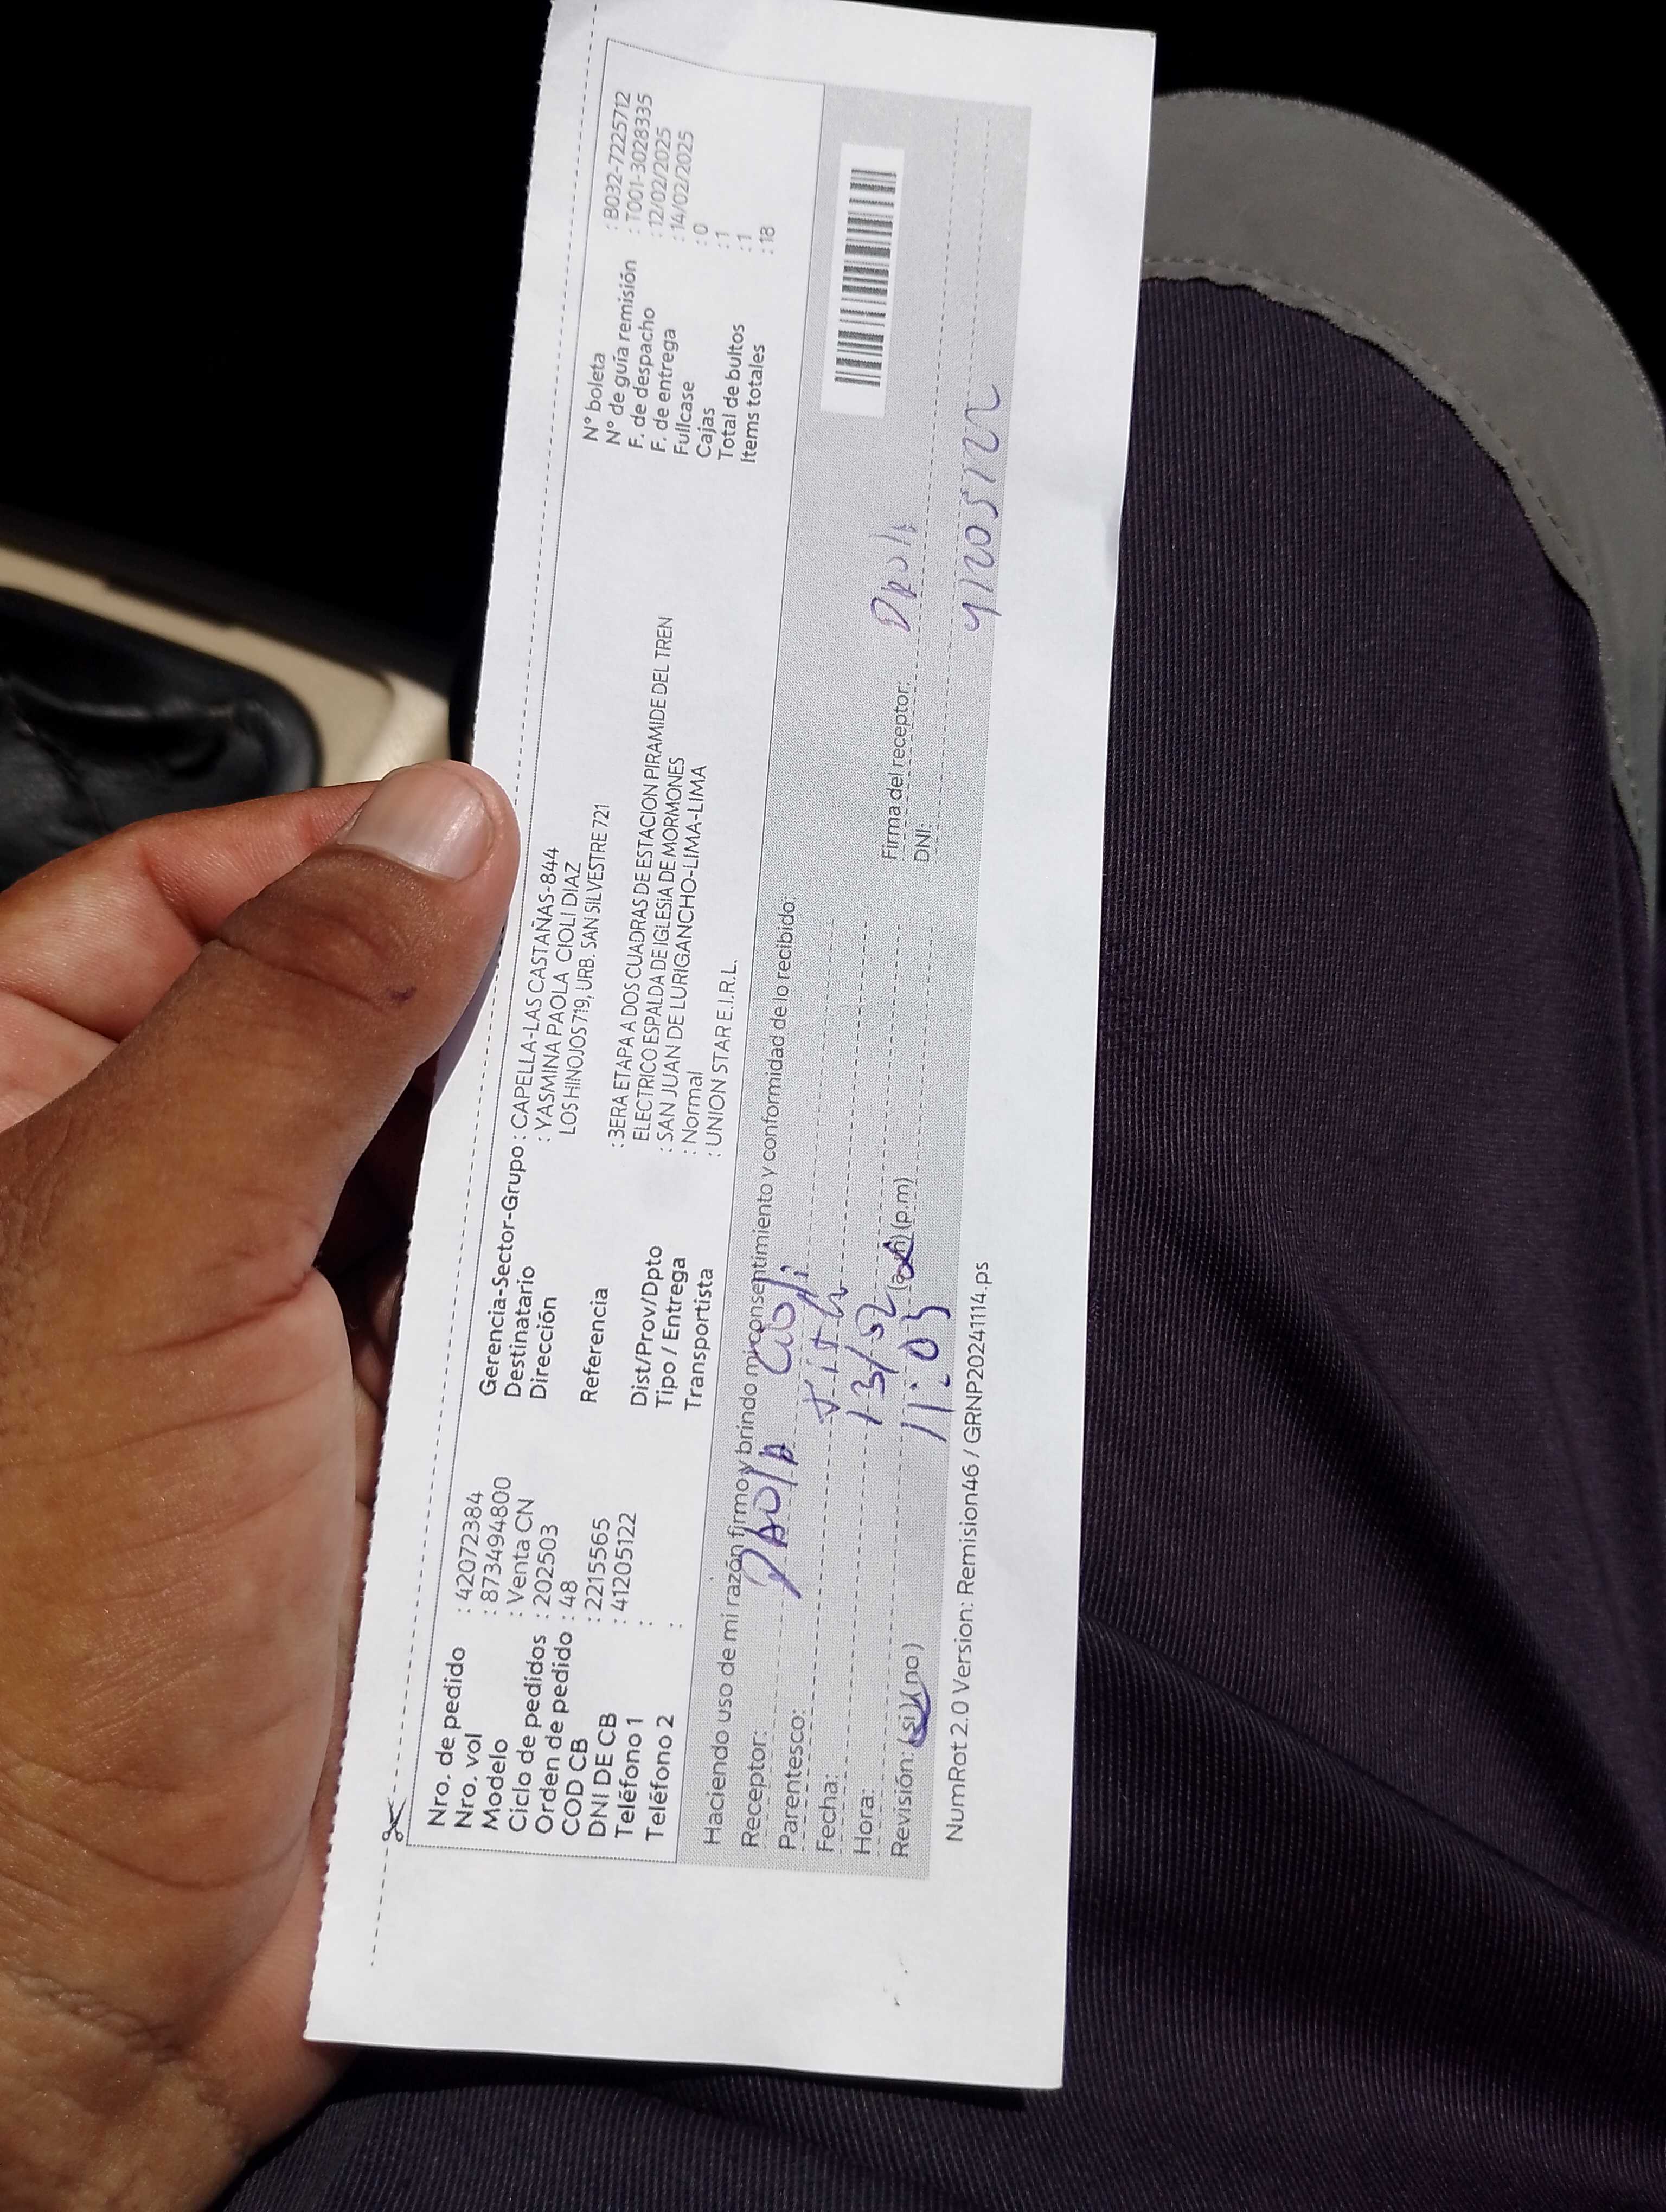 Nro. de pedido : 42072384
Nro. vol : 873494800
Modelo : Venta CN
Ciclo de pedidos : 202503
Orden de pedido : 48
COD CB : 2215565
DNI DE CB : 41205122
Teléfono 1 :
Teléfono 2 :
Gerencia-Sector-Grupo : CAPELLA-LAS CASTAÑAS-844
Destinatario : YASMINA PAOLA CIOLI DIAZ
Dirección LOS HINOJOS 719, URB. SAN SILVESTRE 721
Referencia : 3ERA ETAPA A DOS CUADRAS DE ESTACION PIRAMIDE DEL TREN
ELECTRICO ESPALDA DE IGLESIA DE MORMONES
Dist/Prov/Dpto : SAN JUAN DE LURIGANCHO-LIMA-LIMA
Tipo / Entrega : Normal
Transportista : UNION STAR E.I.R.L.
N° boleta : B032-7225712
N° de guía remisión : T001-3028335
F. de despacho : 12/02/2025
F. de entrega : 14/02/2025
Fullcase : 0
Cajas : 1
Total de bultos : 1
Items totales : 18
Haciendo uso de mi razón firmo y brindo mi consentimiento y conformidad de lo recibido:
Receptor: PAOlA Cioli
Parentesco:
Fecha: 13/02
Hora: 11:03 (a.m) (p.m)
Revisión: (si) (no)
Firma del receptor:
DNI: 41205122
NumRot 2.0 Version: Remision46 / GRNP20241114.ps